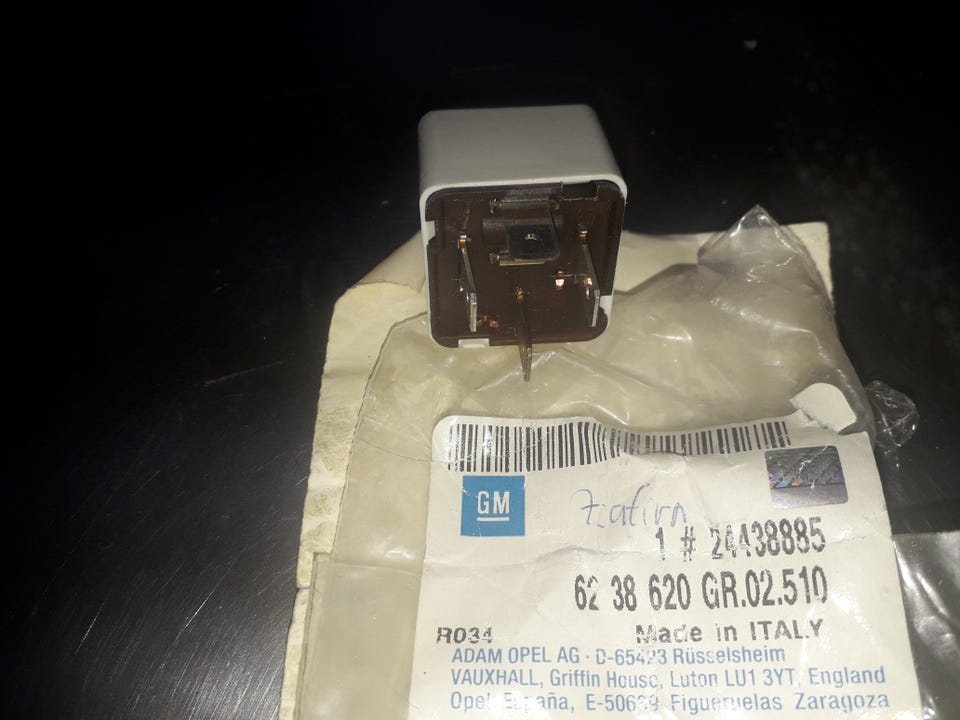 GM
Zafira
1 # 24438885
62 38 620 GR.02.510
R034 Made in ITALY
ADAM OPEL AG · D-65423 Rüsselsheim
VAUXHALL, Griffin House, Luton LU1 3YT, England
Opel España, E-50639 Figueruelas Zaragoza